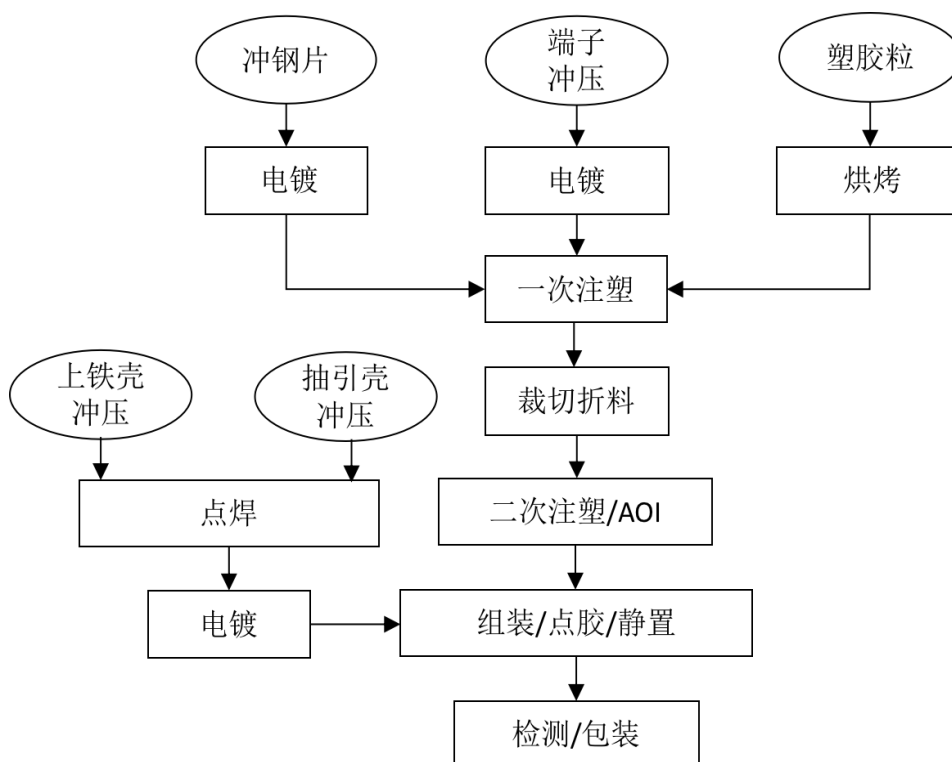 冲钢片
端子
冲压
塑胶粒
电镀
电镀
烘烤
一次注塑
上铁壳
冲压
抽引壳
冲压
裁切折料
点焊
二次注塑/AOI
电镀
组装/点胶/静置
检测/包装